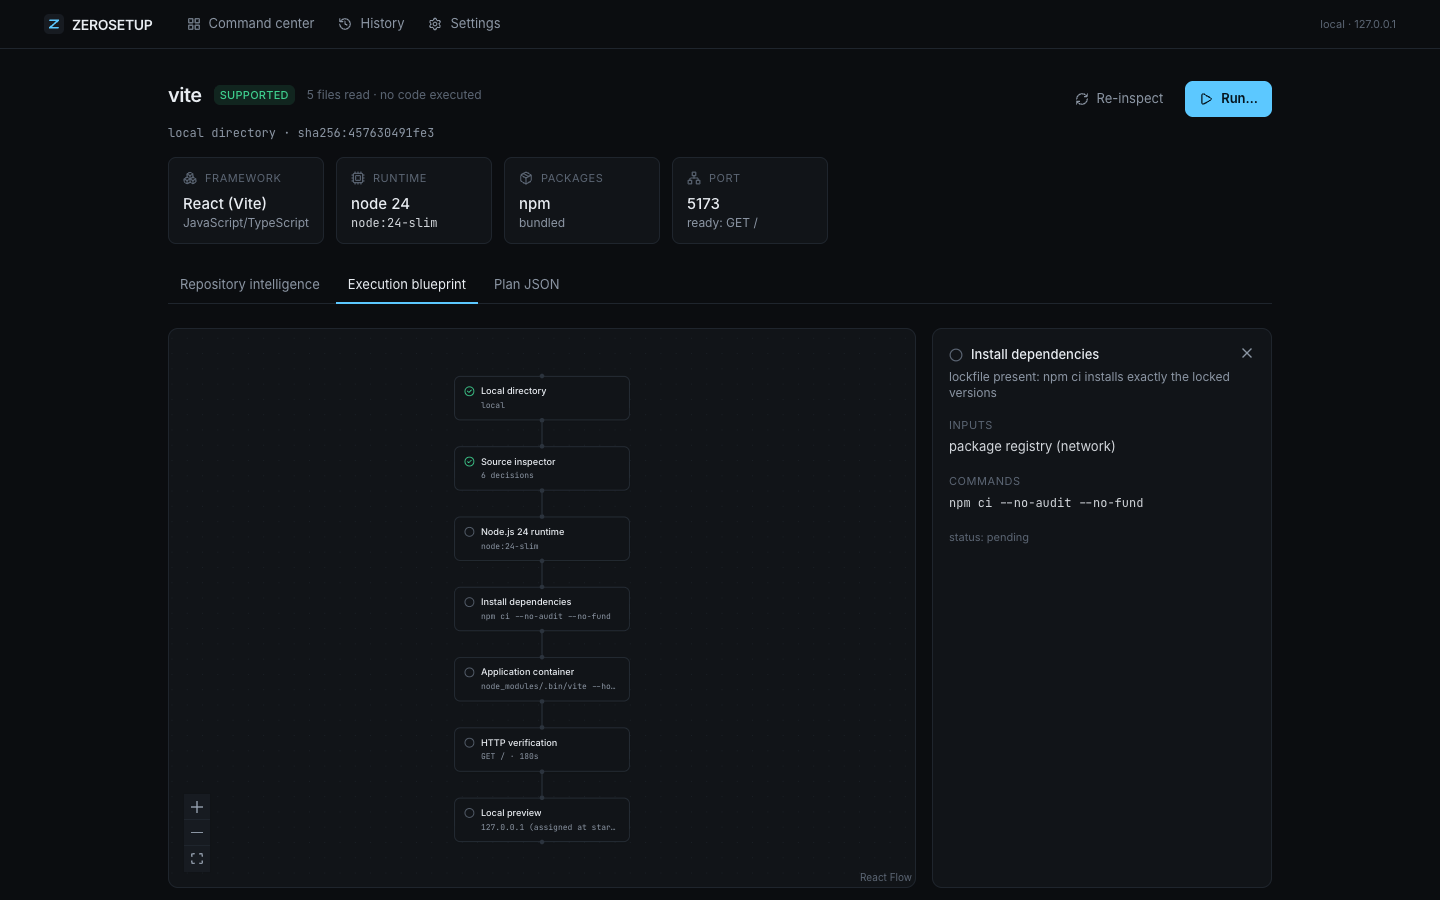 Z ZEROSETUP
Command center
History
Settings
local · 127.0.0.1
vite SUPPORTED 5 files read · no code executed
Re-inspect
Run...
local directory · sha256:457630491fe3
FRAMEWORK
React (Vite)
JavaScript/TypeScript
RUNTIME
node 24
node:24-slim
PACKAGES
npm
bundled
PORT
5173
ready: GET /
Repository intelligence
Execution blueprint
Plan JSON
Local directory
local
Source inspector
6 decisions
Node.js 24 runtime
node:24-slim
Install dependencies
npm ci --no-audit --no-fund
Application container
node_modules/.bin/vite --ho…
HTTP verification
GET / · 180s
Local preview
127.0.0.1 (assigned at star…
React Flow
Install dependencies
lockfile present: npm ci installs exactly the locked
versions
INPUTS
package registry (network)
COMMANDS
npm ci --no-audit --no-fund
status: pending